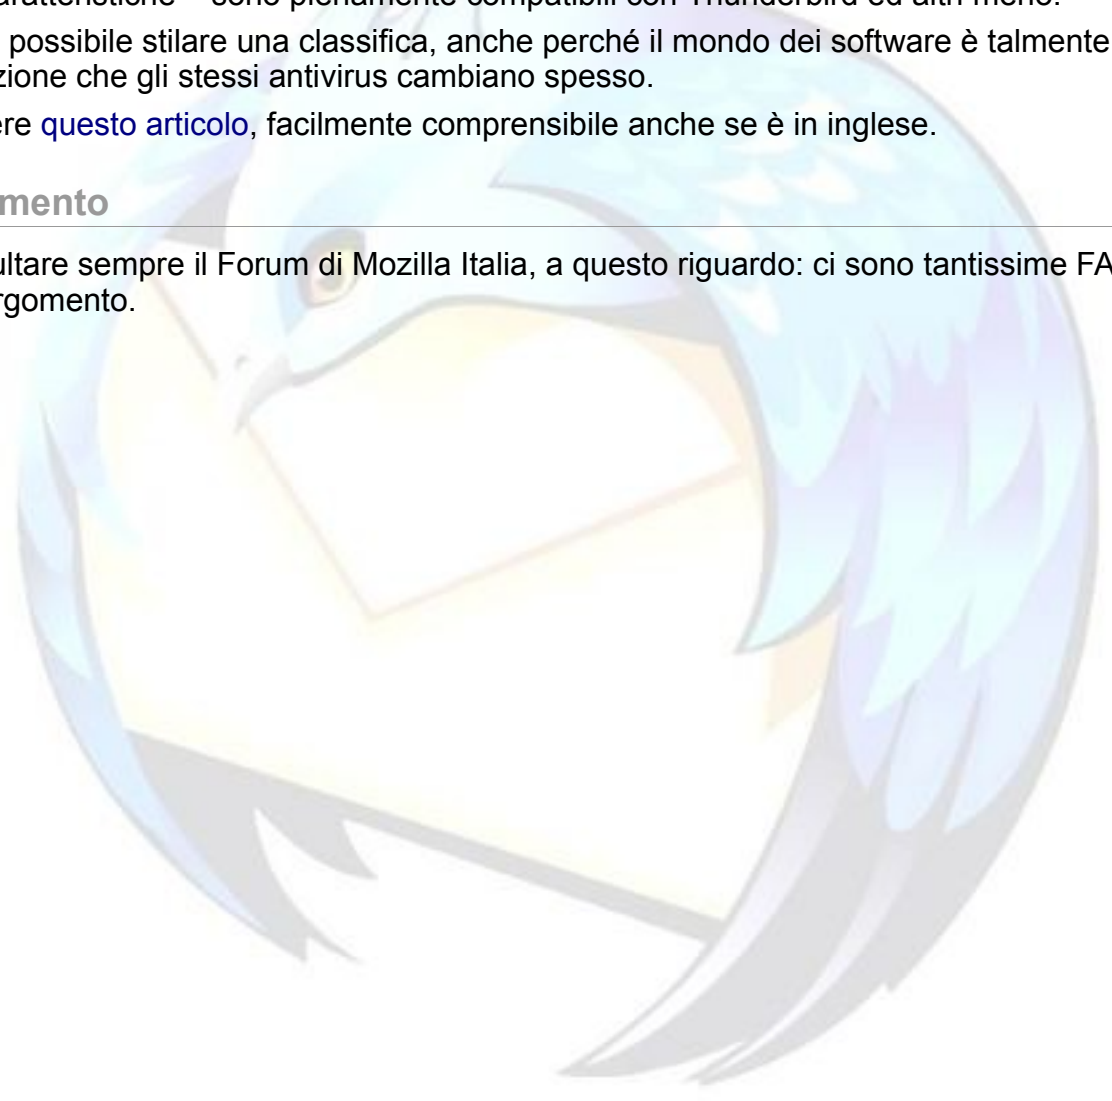 caratteristiche – sono pienamente compatibili con Thunderbird ed altri meno.
possibile stilare una classifica, anche perché il mondo dei software è talmente
zione che gli stessi antivirus cambiano spesso.
ere questo articolo, facilmente comprensibile anche se è in inglese.
mento
ultare sempre il Forum di Mozilla Italia, a questo riguardo: ci sono tantissime FA
rgomento.